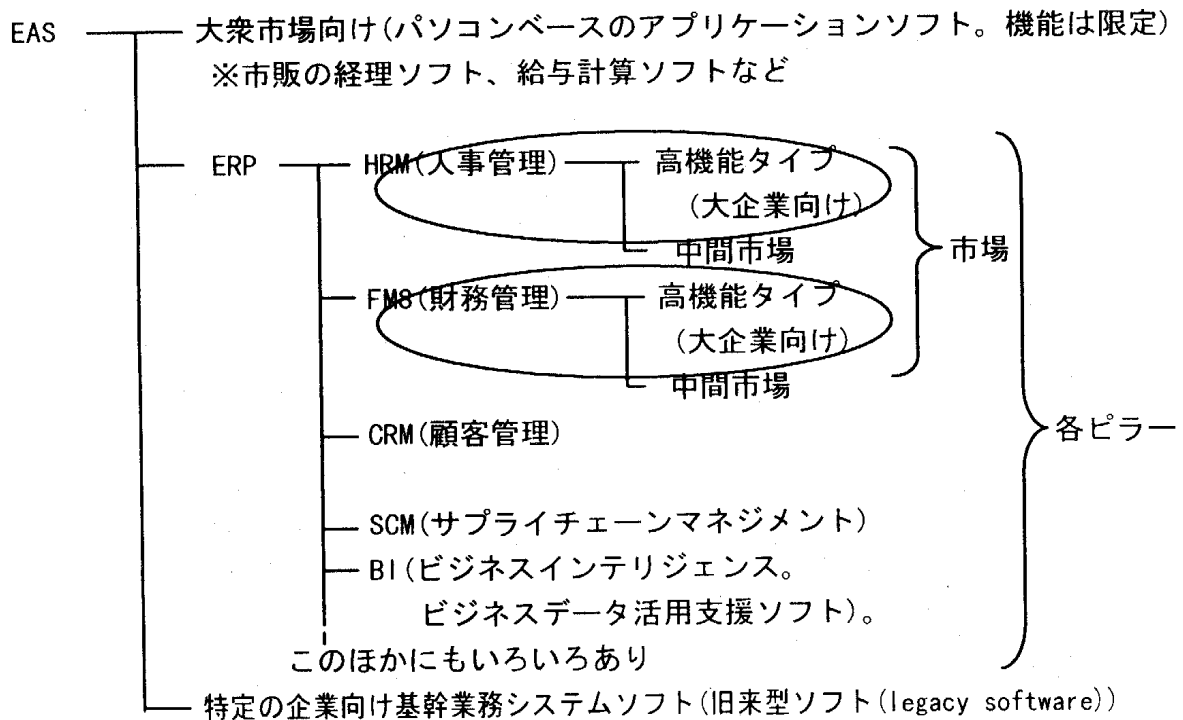 EAS 大衆市場向け(パソコンベースのアプリケーションソフト。機能は限定)
※市販の経理ソフト、給与計算ソフトなど
ERP HRM(人事管理) 高機能タイプ
(大企業向け)
中間市場
市場
FMS(財務管理) 高機能タイプ
(大企業向け)
中間市場
CRM(顧客管理)
各ピラー
SCM(サプライチェーンマネジメント)
BI(ビジネスインテリジェンス。
ビジネスデータ活用支援ソフト)。
このほかにもいろいろあり
特定の企業向け基幹業務システムソフト(旧来型ソフト(legacy software))